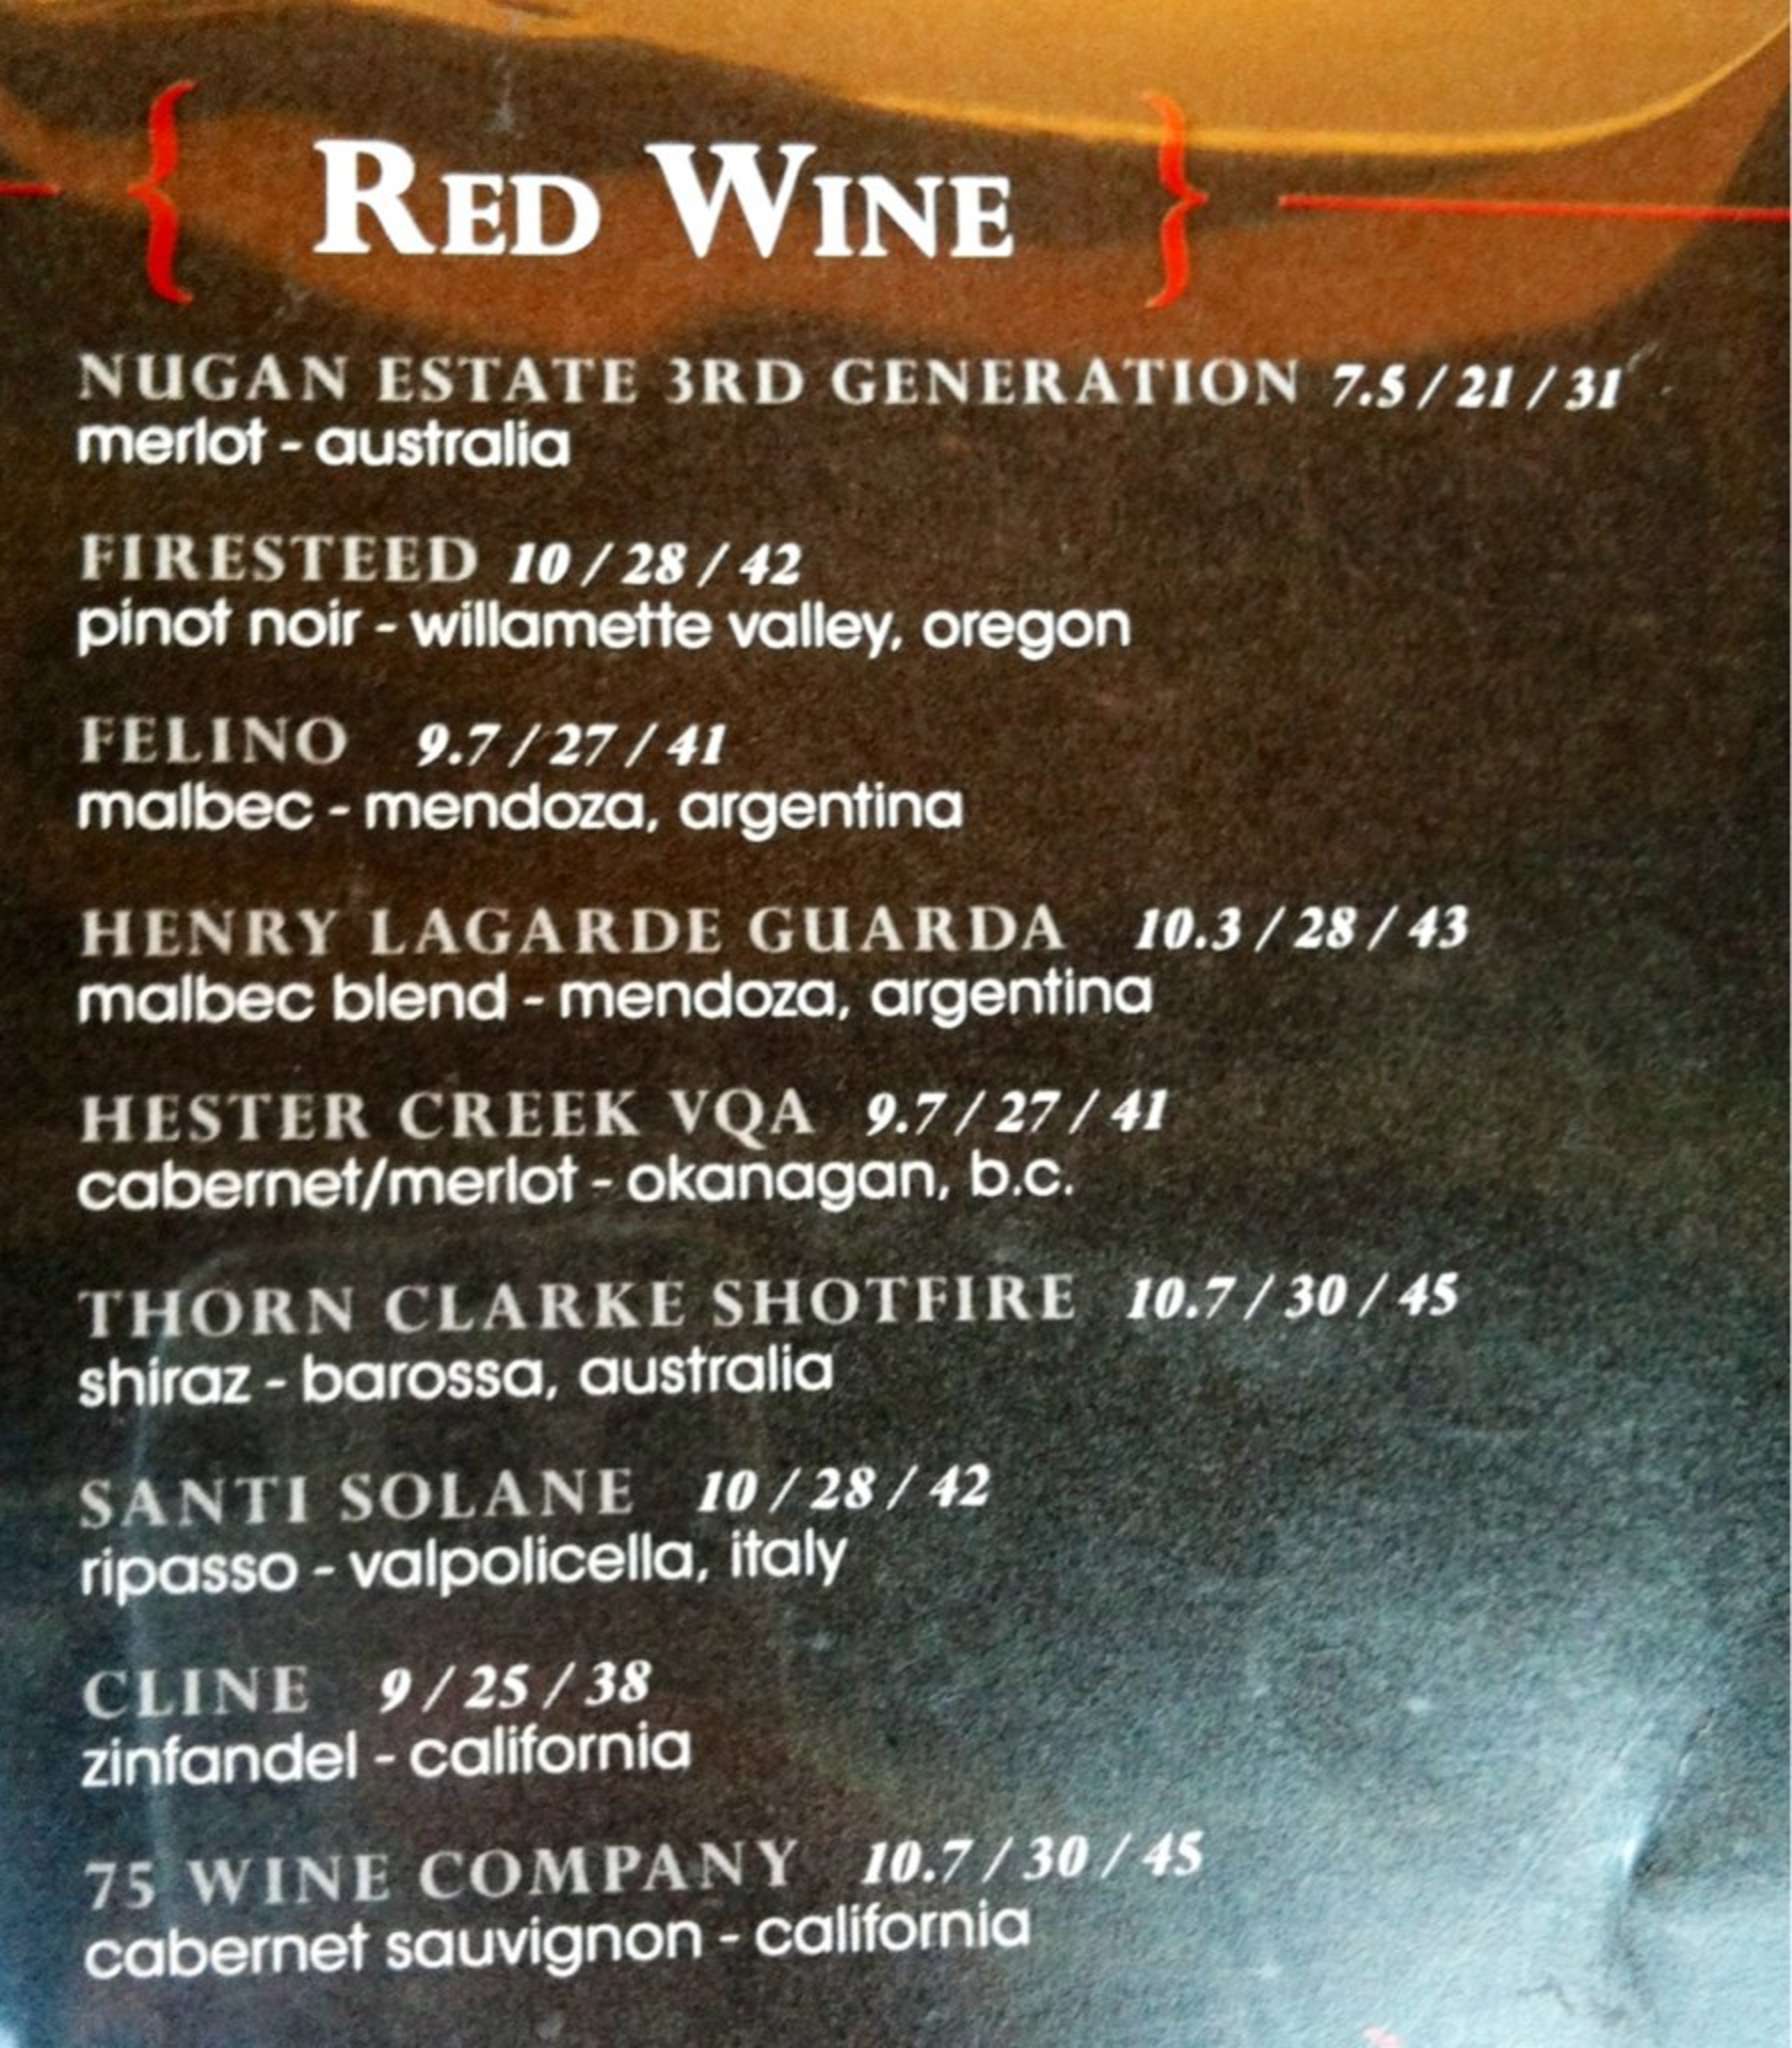 { RED WINE }
NUGAN ESTATE 3RD GENERATION 7.5 / 21 / 31
merlot - australia
FIRESTEED 10 / 28 / 42
pinot noir - willamette valley, oregon
FELINO 9.7 / 27 / 41
malbec - mendoza, argentina
HENRY LAGARDE GUARDA 10.3 / 28 / 43
malbec blend - mendoza, argentina
HESTER CREEK VQA 9.7 / 27 / 41
cabernet/merlot - okanagan, b.c.
THORN CLARKE SHOTFIRE 10.7 / 30 / 45
shiraz - barossa, australia
SANTI SOLANE 10 / 28 / 42
ripasso - valpolicella, italy
CLINE 9 / 25 / 38
zinfandel - california
75 WINE COMPANY 10.7 / 30 / 45
cabernet sauvignon - california